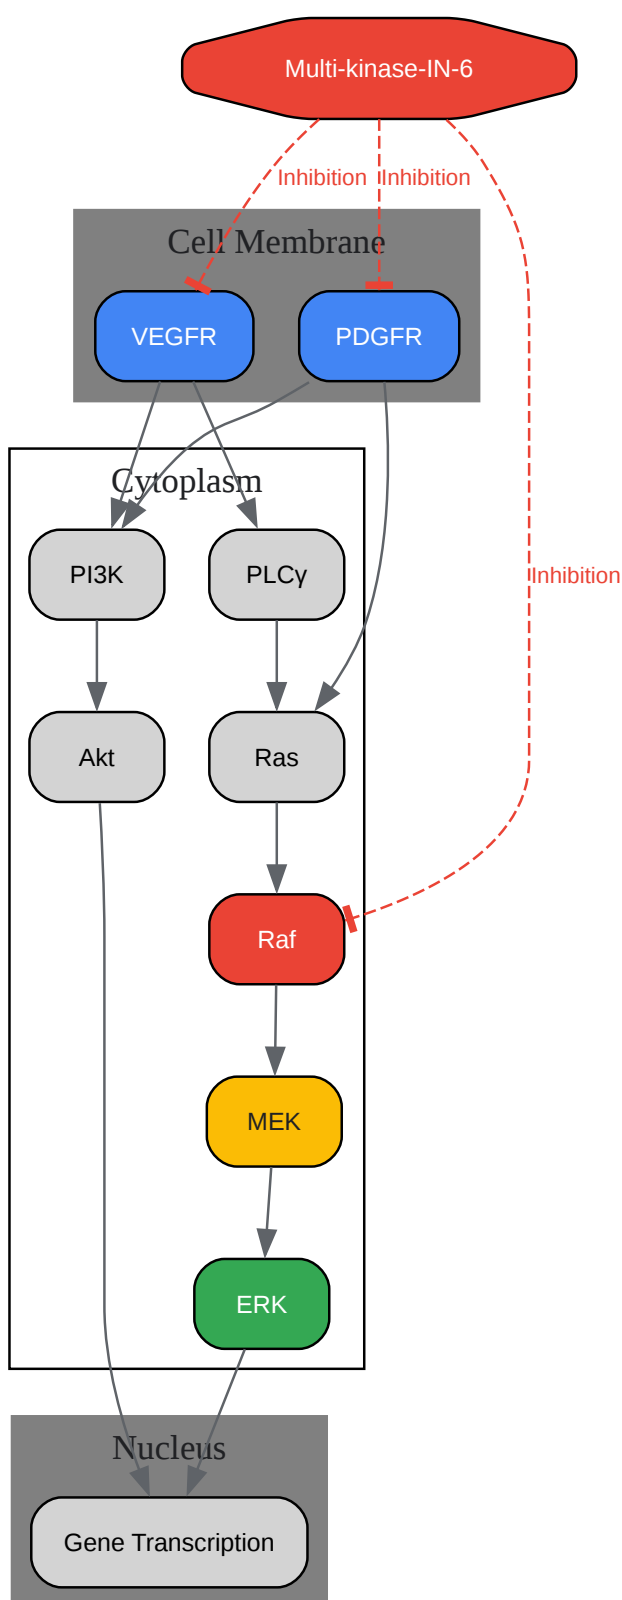 Multi-kinase-IN-6
Inhibition
Inhibition
Cell Membrane
VEGFR
PDGFR
Cytoplasm
PI3K
PLCγ
Inhibition
Akt
Ras
Raf
MEK
ERK
Nucleus
Gene Transcription